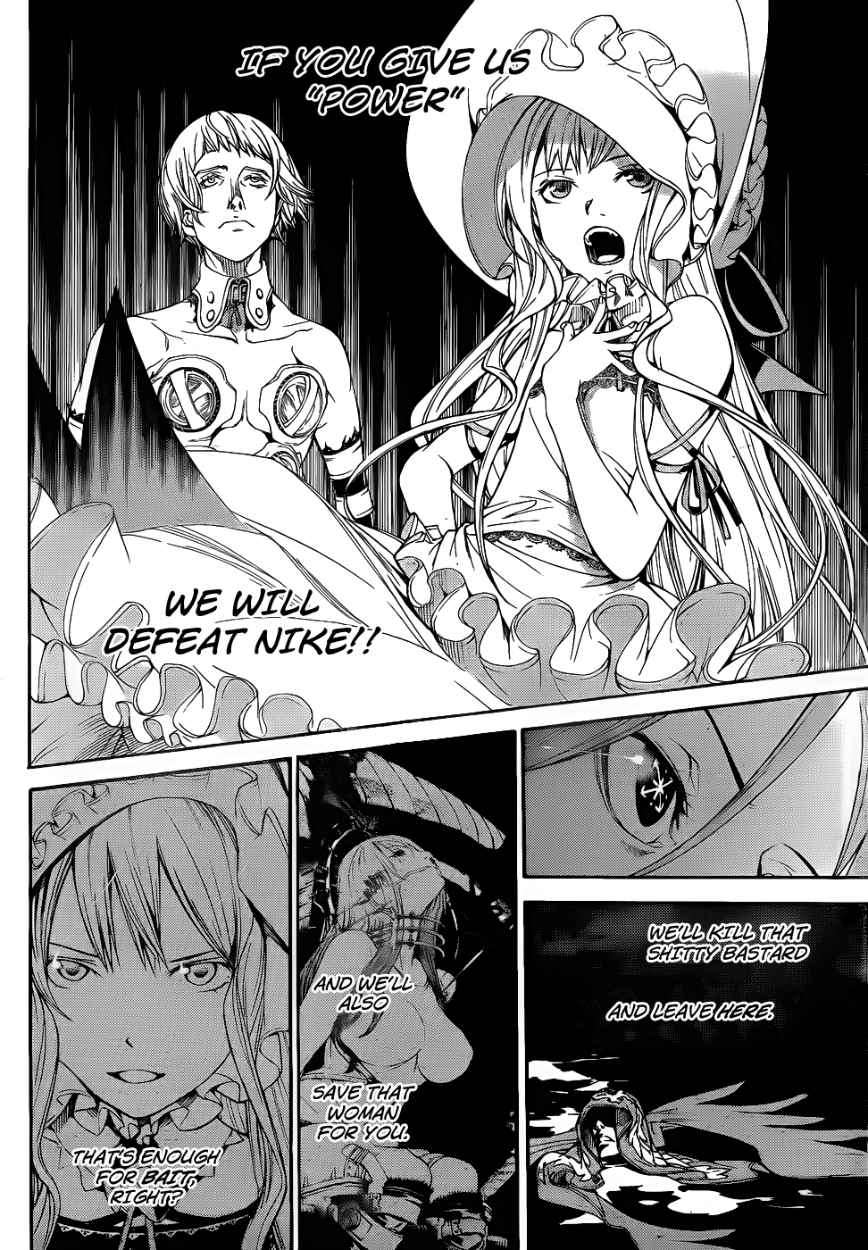 IF YOU GIVE US
"POWER"
WE WILL
DEFEAT NIKE!!
WE'LL KILL THAT
SHITTY BASTARD
AND LEAVE HERE.
AND WE'LL
ALSO
SAVE THAT
WOMAN
FOR YOU.
THAT'S ENOUGH
FOR BAIT,
RIGHT?